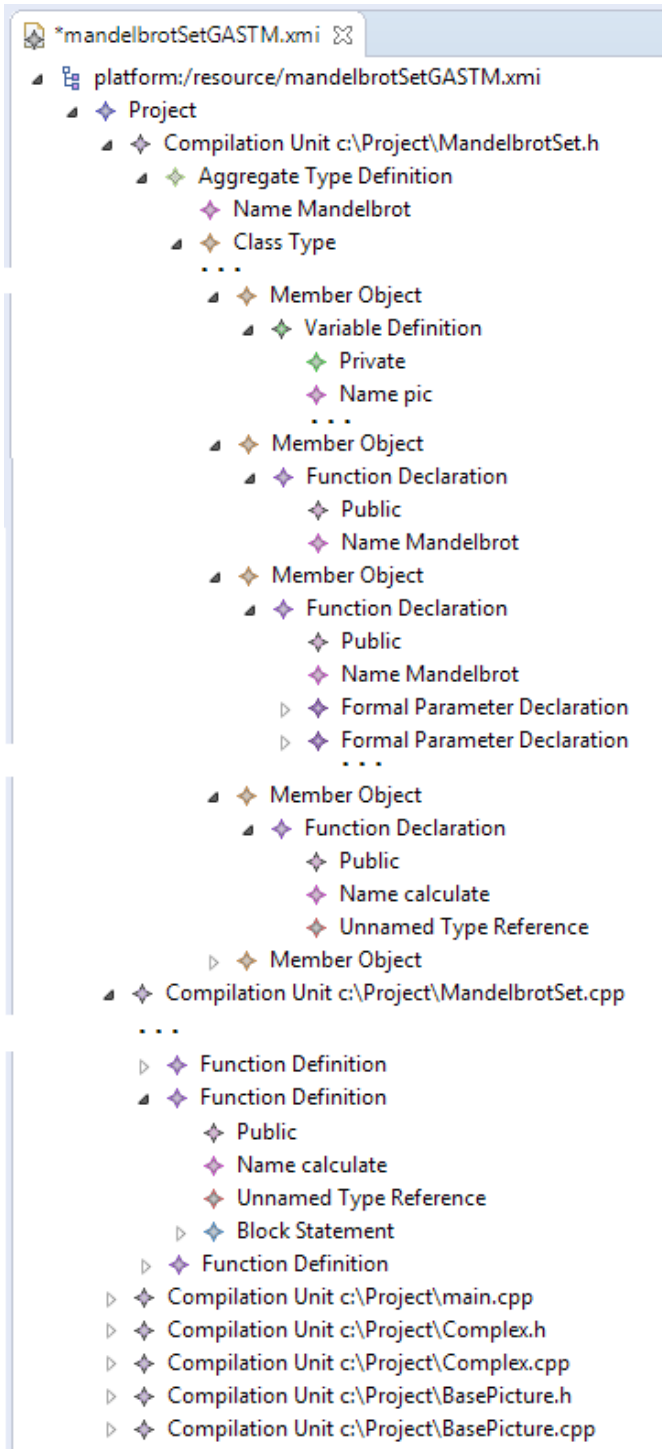 *mandelbrotSetGASTM.xmi
platform:/resource/mandelbrotSetGASTM.xmi
Project
Compilation Unit c:\Project\MandelbrotSet.h
Aggregate Type Definition
Name Mandelbrot
Class Type
...
Member Object
Variable Definition
Private
Name pic
...
Member Object
Function Declaration
Public
Name Mandelbrot
Member Object
Function Declaration
Public
Name Mandelbrot
Formal Parameter Declaration
Formal Parameter Declaration
...
Member Object
Function Declaration
Public
Name calculate
Unnamed Type Reference
Member Object
Compilation Unit c:\Project\MandelbrotSet.cpp
...
Function Definition
Function Definition
Public
Name calculate
Unnamed Type Reference
Block Statement
Function Definition
Compilation Unit c:\Project\main.cpp
Compilation Unit c:\Project\Complex.h
Compilation Unit c:\Project\Complex.cpp
Compilation Unit c:\Project\BasePicture.h
Compilation Unit c:\Project\BasePicture.cpp